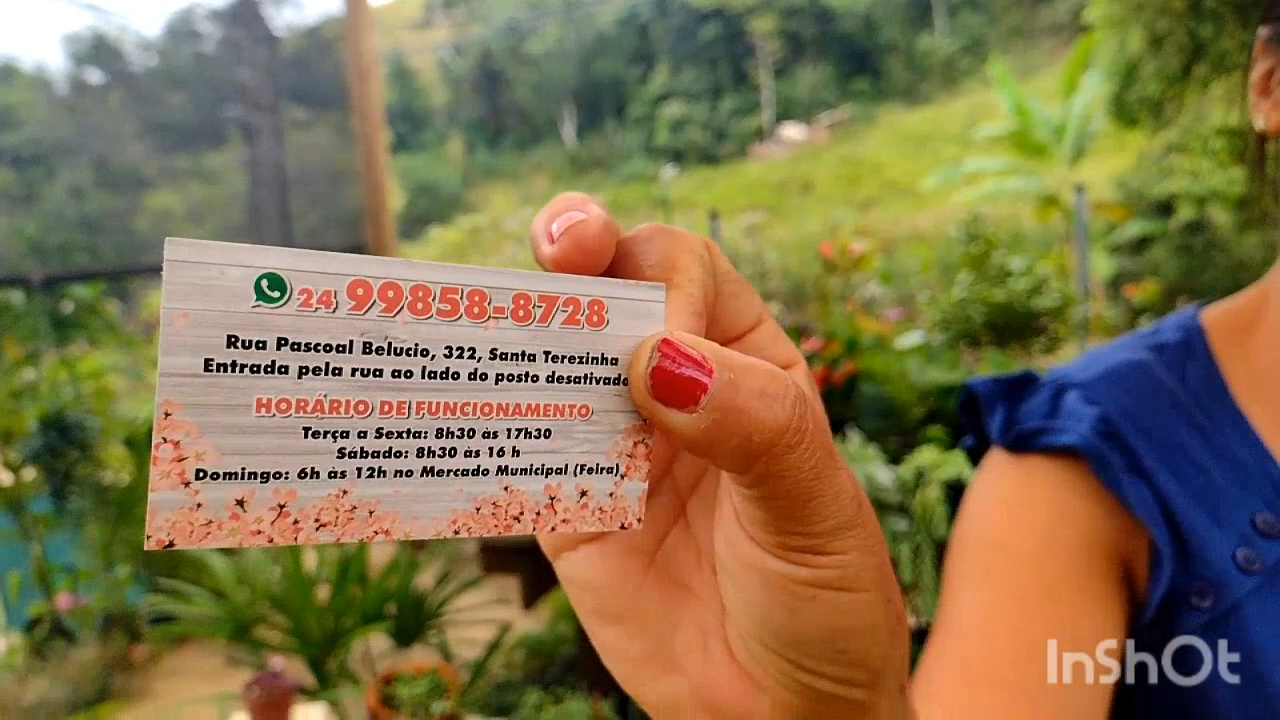 24 99858-8728
Rua Pascoal Belucio, 322, Santa Terezinha
Entrada pela rua ao lado do posto desativado
HORÁRIO DE FUNCIONAMENTO
Terça a Sexta: 8h30 às 17h30
Sábado: 8h30 às 16 h
Domingo: 6h às 12h no Mercado Municipal (Feira)
InShOt